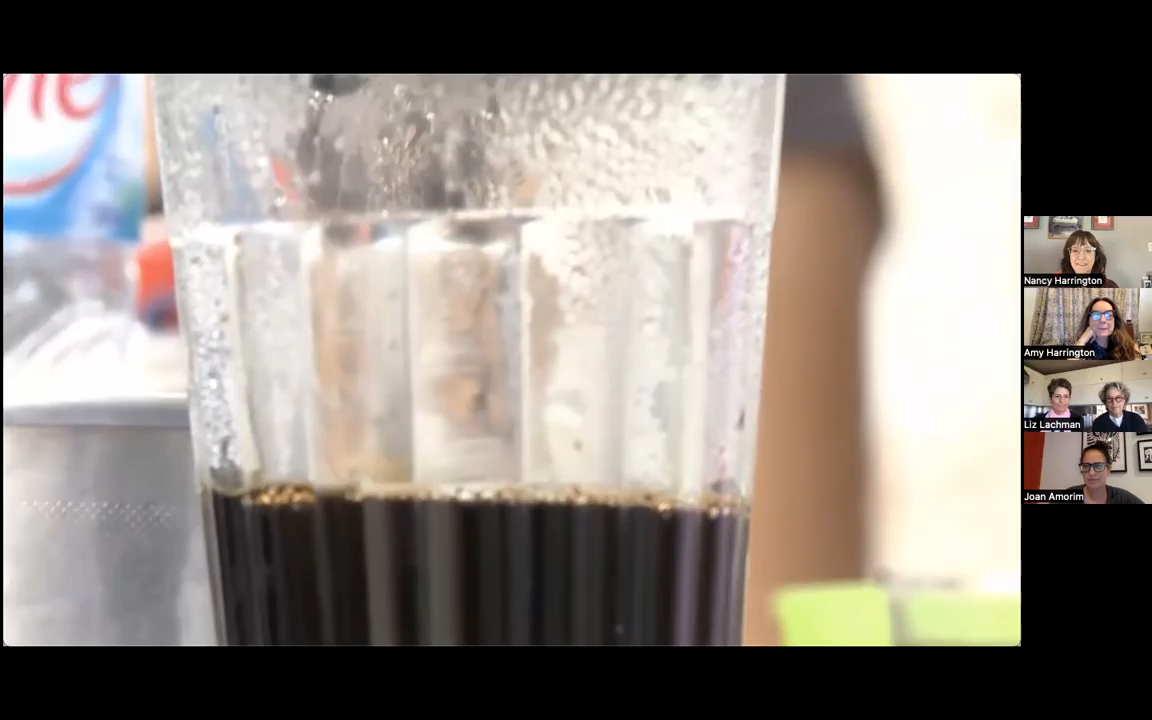 Nancy Harrington
Amy Harrington
Liz Lachman
Joan Amorim